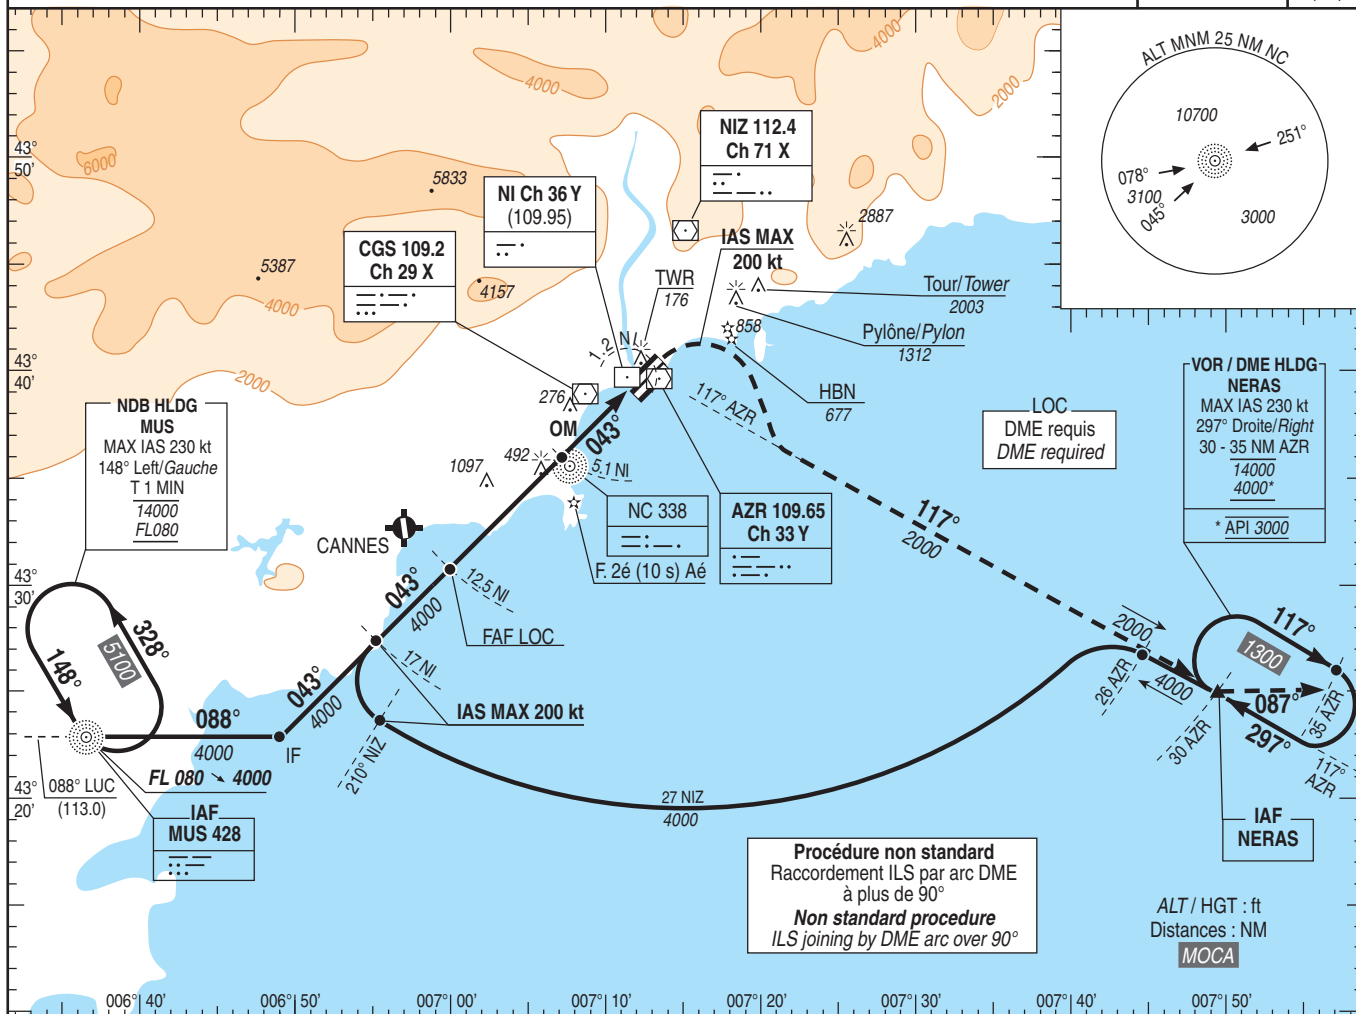 ALT MNM 25 NM NC
10700
251°
078°
3100
045°
3000
4000
4000
2000
6000
43°
50'
5833
NIZ 112.4
Ch 71 X
NI Ch 36 Y
(109.95)
2887
CGS 109.2
Ch 29 X
IAS MAX
200 kt
5387
4157
4000
TWR
176
Tour/Tower
2003
858
Pylône/Pylon
1312
1,2 NI
43°
40'
2000
276
HBN
677
117° AZR
VOR / DME HLDG
NERAS
MAX IAS 230 kt
297° Droite/Right
30 - 35 NM AZR
14000
4000*
* API 3000
NDB HLDG
MUS
MAX IAS 230 kt
148° Left/Gauche
T 1 MIN
14000
FL080
LOC
DME requis
DME required
OM
043°
492
5.1 NI
1097
NC 338
AZR 109.65
Ch 33 Y
117°
2000
CANNES
F. 2é (10 s) Aé
43°
30'
043°
4000
12.5 NI
FAF LOC
328°
5100
148°
17 NI
043°
4000
IAS MAX 200 kt
2000
117°
1300
26 AZR
4000
087°
35 AZR
30 AZR
297°
117°
AZR
088°
4000
IF
210° NIZ
088° LUC
(113.0)
FL 080 ➘ 4000
43°
20'
27 NIZ
4000
IAF
MUS 428
IAF
NERAS
Procédure non standard
Raccordement ILS par arc DME
à plus de 90°
Non standard procedure
ILS joining by DME arc over 90°
ALT / HGT : ft
Distances : NM
MOCA
006° 40'
006° 50'
007° 00'
007° 10'
007° 20'
007° 30'
007° 40'
007° 50'